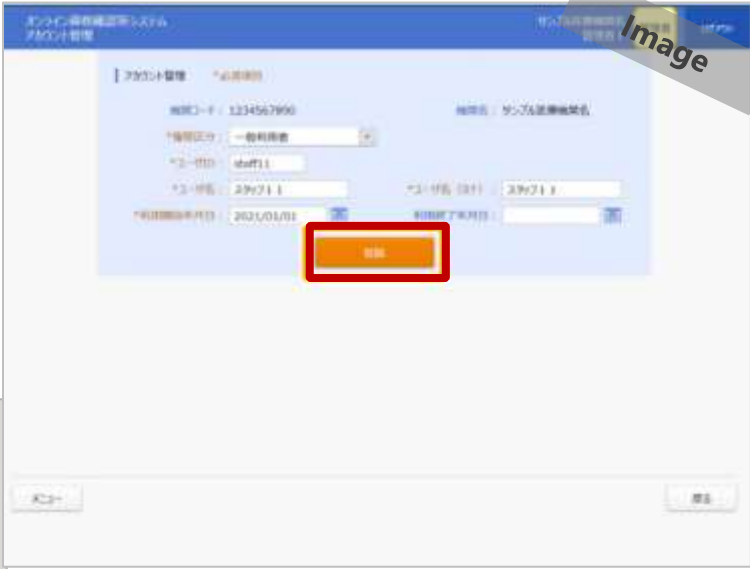 オンライン資格確認等システム
アカウント管理
Image
アカウント管理 *必須項目
機関コード： 1234567890 機関名： サンプル医療機関名
*権限区分： 一般利用者
*ユーザID： staff11
*ユーザ名： スタッフ１１ *ユーザ名（カナ）： スタッフ１１
*利用開始年月日： 2021/01/01 利用終了年月日：
登録
メニュー 戻る